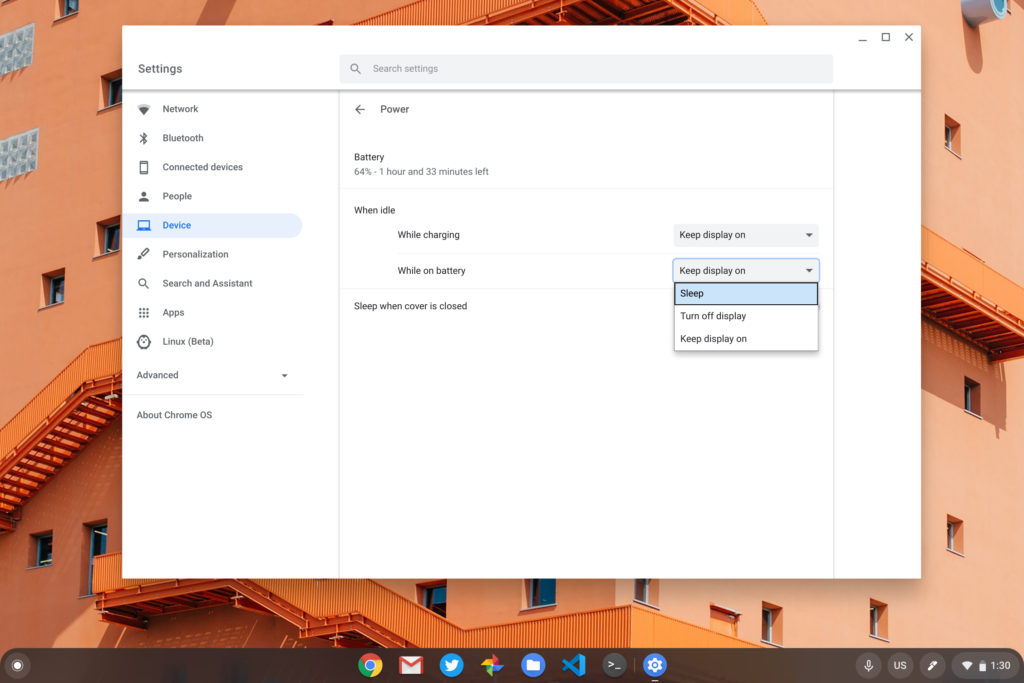 Settings
Search settings
Network
Bluetooth
Connected devices
People
Device
Personalization
Search and Assistant
Apps
Linux (Beta)
Advanced
About Chrome OS
Power
Battery
64% - 1 hour and 33 minutes left
When idle
While charging
Keep display on
While on battery
Keep display on
Sleep
Turn off display
Keep display on
Sleep when cover is closed
>_
US
1:30